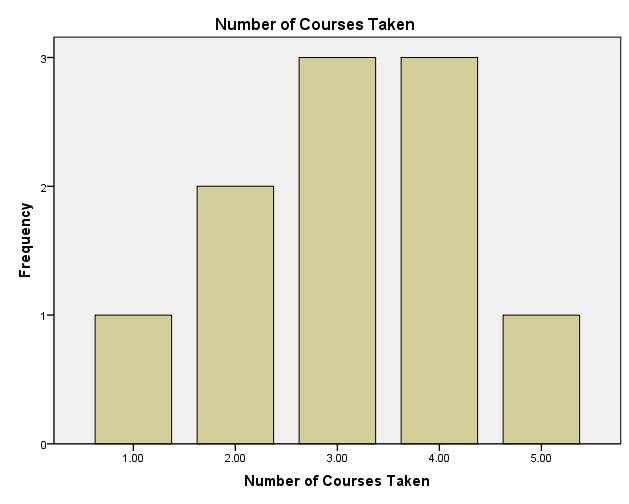 Number of Courses Taken
3
2
1
0
Frequency
1.00 2.00 3.00 4.00 5.00
Number of Courses Taken